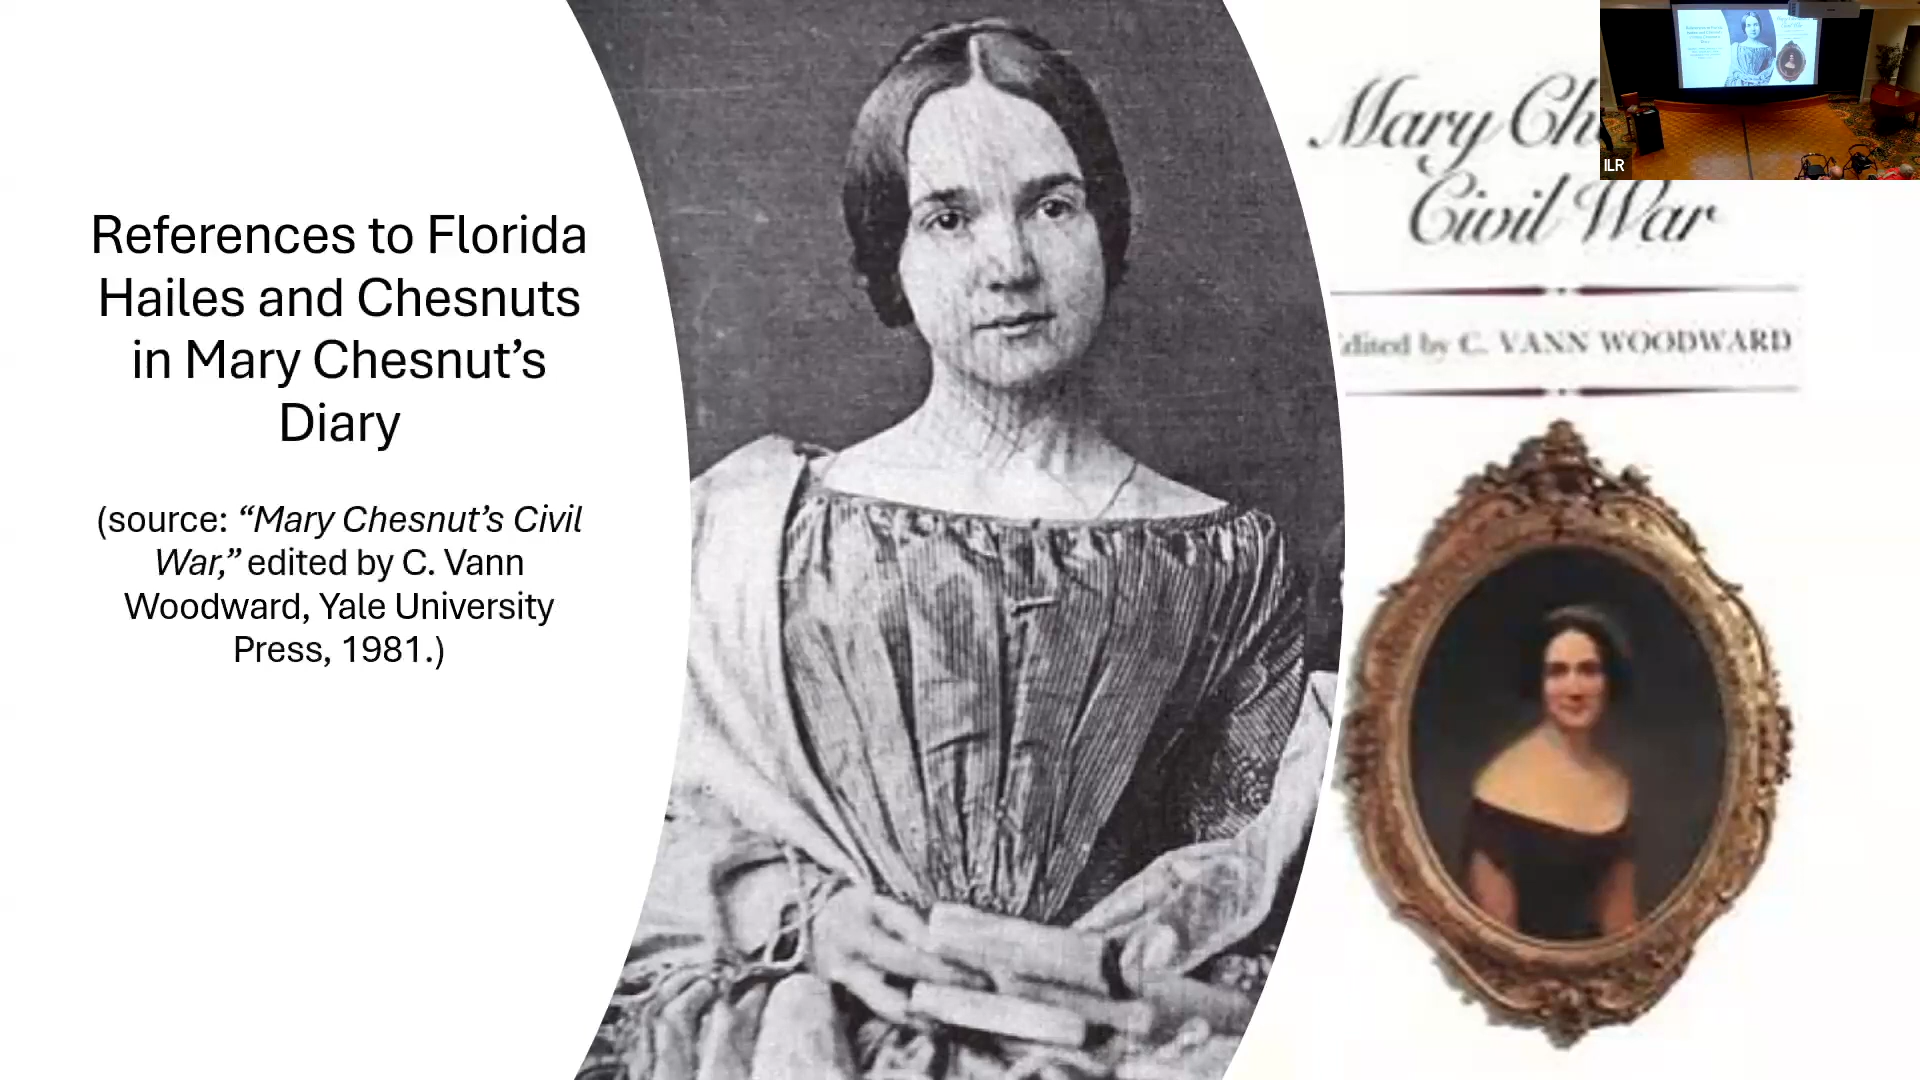 References to Florida
Hailes and Chesnuts
in Mary Chesnut’s
Diary
(source: “Mary Chesnut’s Civil
War,” edited by C. Vann
Woodward, Yale University
Press, 1981.)
Mary Ch
Civil War
Edited by C. VANN WOODWARD
ILR